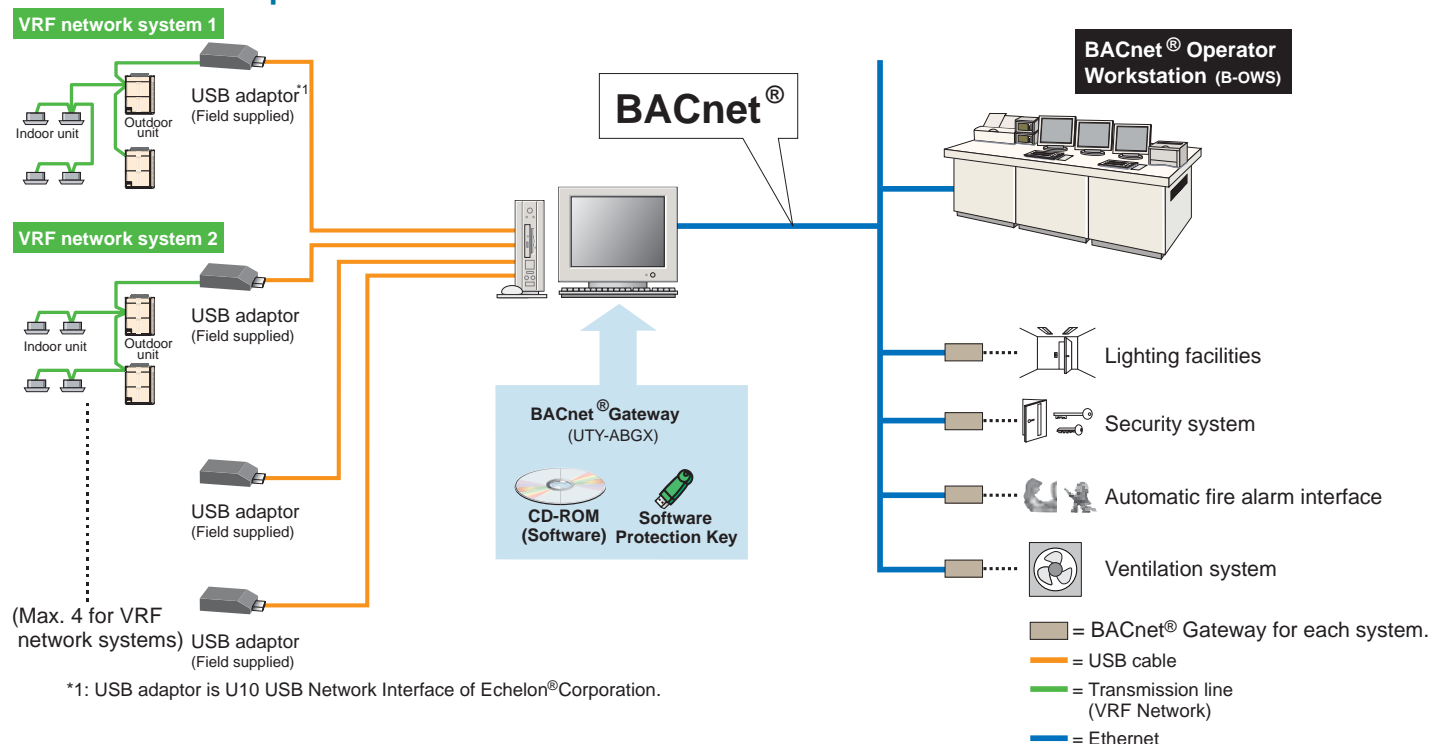 VRF network system 1
USB adaptor*1
(Field supplied)
Indoor unit
Outdoor
unit
VRF network system 2
USB adaptor
(Field supplied)
Indoor unit
Outdoor
unit
USB adaptor
(Field supplied)
(Max. 4 for VRF
network systems)
USB adaptor
(Field supplied)
*1: USB adaptor is U10 USB Network Interface of Echelon®Corporation.
BACnet®
BACnet®Gateway
(UTY-ABGX)
CD-ROM
(Software)
Software
Protection Key
BACnet® Operator
Workstation (B-OWS)
Lighting facilities
Security system
Automatic fire alarm interface
Ventilation system
= BACnet® Gateway for each system.
= USB cable
= Transmission line
(VRF Network)
= Ethernet